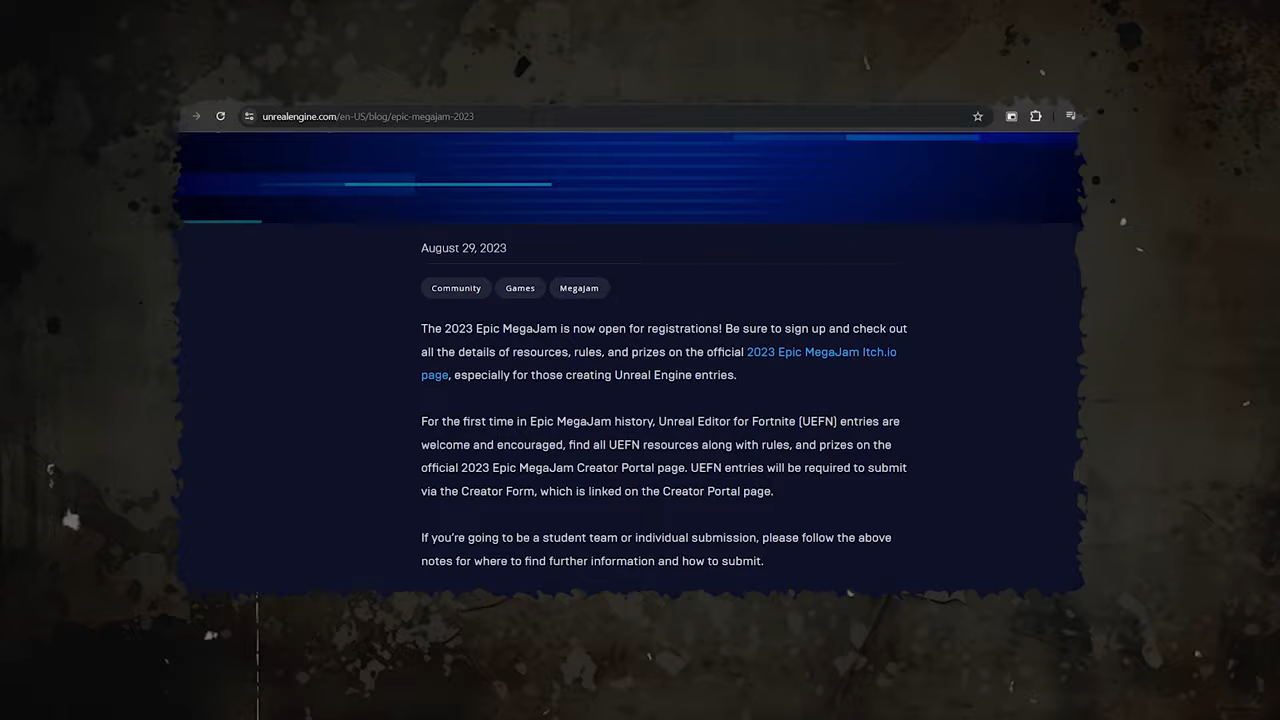 unrealengine.com/en-US/blog/epic-megajam-2023
August 29, 2023
Community Games MegaJam
The 2023 Epic MegaJam is now open for registrations! Be sure to sign up and check out
all the details of resources, rules, and prizes on the official 2023 Epic MegaJam Itch.io
page, especially for those creating Unreal Engine entries.
For the first time in Epic MegaJam history, Unreal Editor for Fortnite (UEFN) entries are
welcome and encouraged, find all UEFN resources along with rules, and prizes on the
official 2023 Epic MegaJam Creator Portal page. UEFN entries will be required to submit
via the Creator Form, which is linked on the Creator Portal page.
If you’re going to be a student team or individual submission, please follow the above
notes for where to find further information and how to submit.